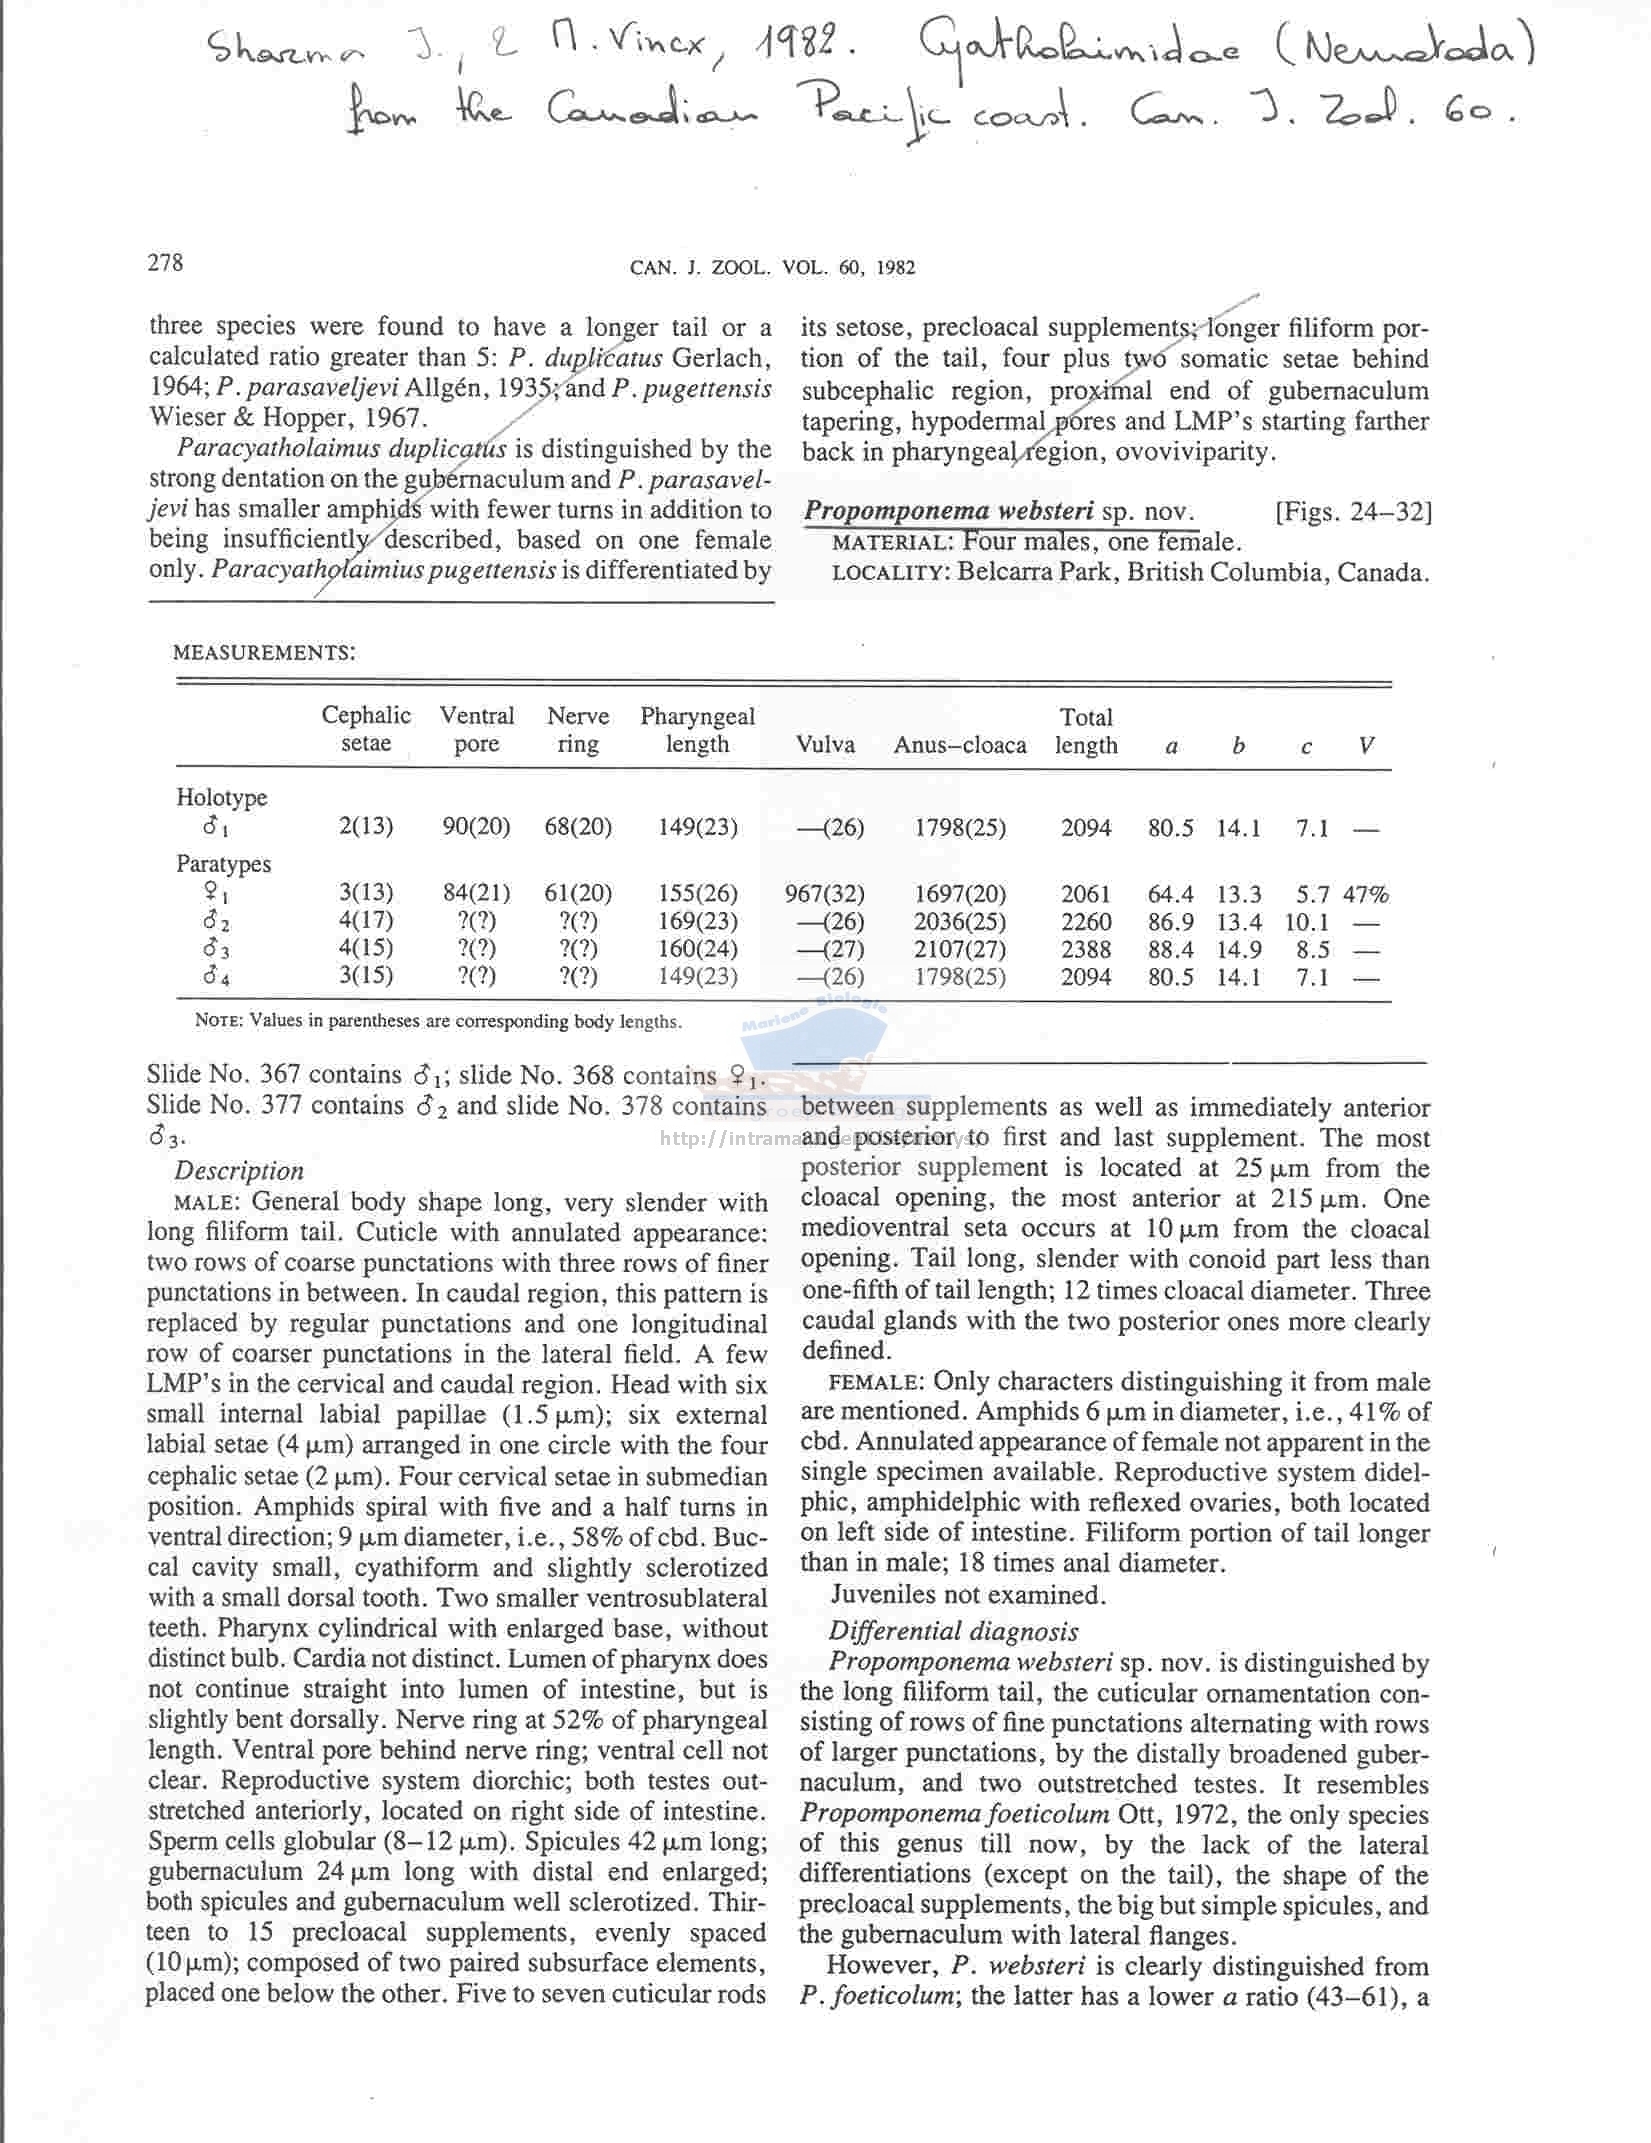 Sharma J., & M. Vincx, 1982. Cyatholaimidae (Nematoda)
from the Canadian Pacific coast. Can. J. Zool. 60.
278
CAN. J. ZOOL. VOL. 60, 1982
three species were found to have a longer tail or a
calculated ratio greater than 5: P. duplicatus Gerlach,
1964; P. parasaveljevi Allgén, 1935; and P. pugettensis
Wieser & Hopper, 1967.
Paracyatholaimus duplicatus is distinguished by the
strong dentation on the gubernaculum and P. parasavel-
jevi has smaller amphids with fewer turns in addition to
being insufficiently described, based on one female
only. Paracyatholaimius pugettensis is differentiated by
its setose, precloacal supplements; longer filiform por-
tion of the tail, four plus two somatic setae behind
subcephalic region, proximal end of gubernaculum
tapering, hypodermal pores and LMP's starting farther
back in pharyngeal region, ovoviviparity.
Propomponema websteri sp. nov. [Figs. 24–32]
MATERIAL: Four males, one female.
LOCALITY: Belcarra Park, British Columbia, Canada.
MEASUREMENTS:
Cephalic Ventral Nerve Pharyngeal Total
setae pore ring length Vulva Anus–cloaca length a b c V
Holotype
♂1 2(13) 90(20) 68(20) 149(23) —(26) 1798(25) 2094 80.5 14.1 7.1 —
Paratypes
♀1 3(13) 84(21) 61(20) 155(26) 967(32) 1697(20) 2061 64.4 13.3 5.7 47%
♂2 4(17) ?(?) ?(?) 169(23) —(26) 2036(25) 2260 86.9 13.4 10.1 —
♂3 4(15) ?(?) ?(?) 160(24) —(27) 2107(27) 2388 88.4 14.9 8.5 —
♂4 3(15) ?(?) ?(?) 149(23) —(26) 1798(25) 2094 80.5 14.1 7.1 —
NOTE: Values in parentheses are corresponding body lengths.
Mariene Biologie
Slide No. 367 contains ♂1; slide No. 368 contains ♀1.
Slide No. 377 contains ♂2 and slide No. 378 contains
♂3.
Description
MALE: General body shape long, very slender with
long filiform tail. Cuticle with annulated appearance:
two rows of coarse punctations with three rows of finer
punctations in between. In caudal region, this pattern is
replaced by regular punctations and one longitudinal
row of coarser punctations in the lateral field. A few
LMP's in the cervical and caudal region. Head with six
small internal labial papillae (1.5 μm); six external
labial setae (4 μm) arranged in one circle with the four
cephalic setae (2 μm). Four cervical setae in submedian
position. Amphids spiral with five and a half turns in
ventral direction; 9 μm diameter, i.e., 58% of cbd. Buc-
cal cavity small, cyathiform and slightly sclerotized
with a small dorsal tooth. Two smaller ventrosublateral
teeth. Pharynx cylindrical with enlarged base, without
distinct bulb. Cardia not distinct. Lumen of pharynx does
not continue straight into lumen of intestine, but is
slightly bent dorsally. Nerve ring at 52% of pharyngeal
length. Ventral pore behind nerve ring; ventral cell not
clear. Reproductive system diorchic; both testes out-
stretched anteriorly, located on right side of intestine.
Sperm cells globular (8–12 μm). Spicules 42 μm long;
gubernaculum 24 μm long with distal end enlarged;
both spicules and gubernaculum well sclerotized. Thir-
teen to 15 precloacal supplements, evenly spaced
(10 μm); composed of two paired subsurface elements,
placed one below the other. Five to seven cuticular rods
between supplements as well as immediately anterior
and posterior to first and last supplement. The most
posterior supplement is located at 25 μm from the
cloacal opening, the most anterior at 215 μm. One
medioventral seta occurs at 10 μm from the cloacal
opening. Tail long, slender with conoid part less than
one-fifth of tail length; 12 times cloacal diameter. Three
caudal glands with the two posterior ones more clearly
defined.
FEMALE: Only characters distinguishing it from male
are mentioned. Amphids 6 μm in diameter, i.e., 41% of
cbd. Annulated appearance of female not apparent in the
single specimen available. Reproductive system didel-
phic, amphidelphic with reflexed ovaries, both located
on left side of intestine. Filiform portion of tail longer
than in male; 18 times anal diameter.
Juveniles not examined.
Differential diagnosis
Propomponema websteri sp. nov. is distinguished by
the long filiform tail, the cuticular ornamentation con-
sisting of rows of fine punctations alternating with rows
of larger punctations, by the distally broadened guber-
naculum, and two outstretched testes. It resembles
Propomponema foeticolum Ott, 1972, the only species
of this genus till now, by the lack of the lateral
differentiations (except on the tail), the shape of the
precloacal supplements, the big but simple spicules, and
the gubernaculum with lateral flanges.
However, P. websteri is clearly distinguished from
P. foeticolum; the latter has a lower a ratio (43–61), a